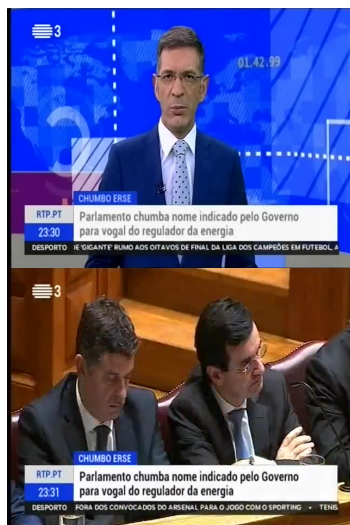 3
01.42.99
CHUMBO ERSE
RTP.PT
Parlamento chumba nome indicado pelo Governo
para vogal do regulador da energia
23:30
DESPORTO IE 'GIGANTE' RUMO AOS OITAVOS DE FINAL DA LIGA DOS CAMPEÕES EM FUTEBOL, A
3
CHUMBO ERSE
RTP.PT
Parlamento chumba nome indicado pelo Governo
para vogal do regulador da energia
23:31
DESPORTO FORA DOS CONVOCADOS DO ARSENAL PARA O JOGO COM O SPORTING + TENIS